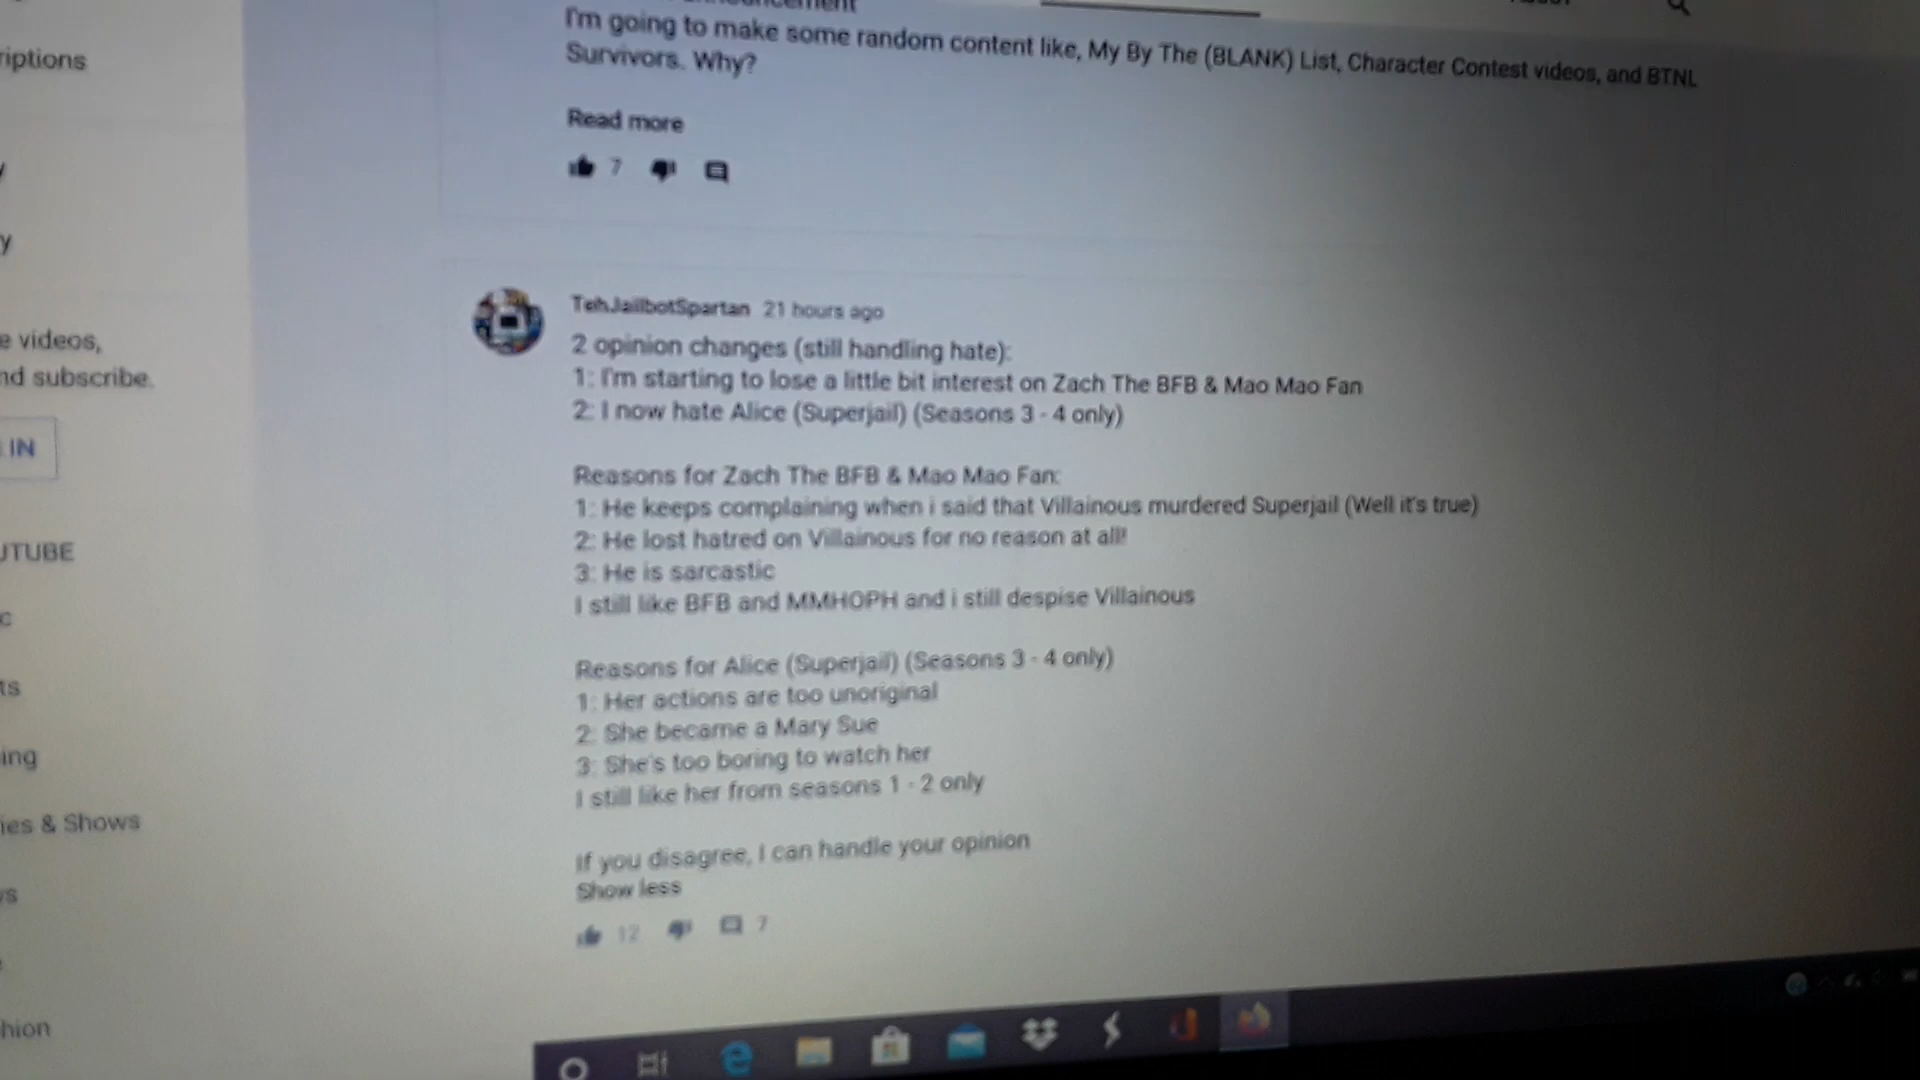 I'm going to make some random content like, My By The (BLANK) List, Character Contest videos, and BTNL
Survivors. Why?
Read more
7
TehJailbotSpartan 21 hours ago
2 opinion changes (still handling hate):
1: I'm starting to lose a little bit interest on Zach The BFB & Mao Mao Fan
2: I now hate Alice (Superjail) (Seasons 3 - 4 only)
Reasons for Zach The BFB & Mao Mao Fan:
1: He keeps complaining when i said that Villainous murdered Superjail (Well it's true)
2: He lost hatred on Villainous for no reason at all!
3: He is sarcastic
I still like BFB and MMHOPH and i still despise Villainous
Reasons for Alice (Superjail) (Seasons 3 - 4 only)
1: Her actions are too unoriginal
2: She became a Mary Sue
3: She's too boring to watch her
I still like her from seasons 1 - 2 only
If you disagree, I can handle your opinion
Show less
12 7
riptions
y
e videos,
nd subscribe.
IN
UTUBE
c
ts
ing
ies & Shows
vs
hion